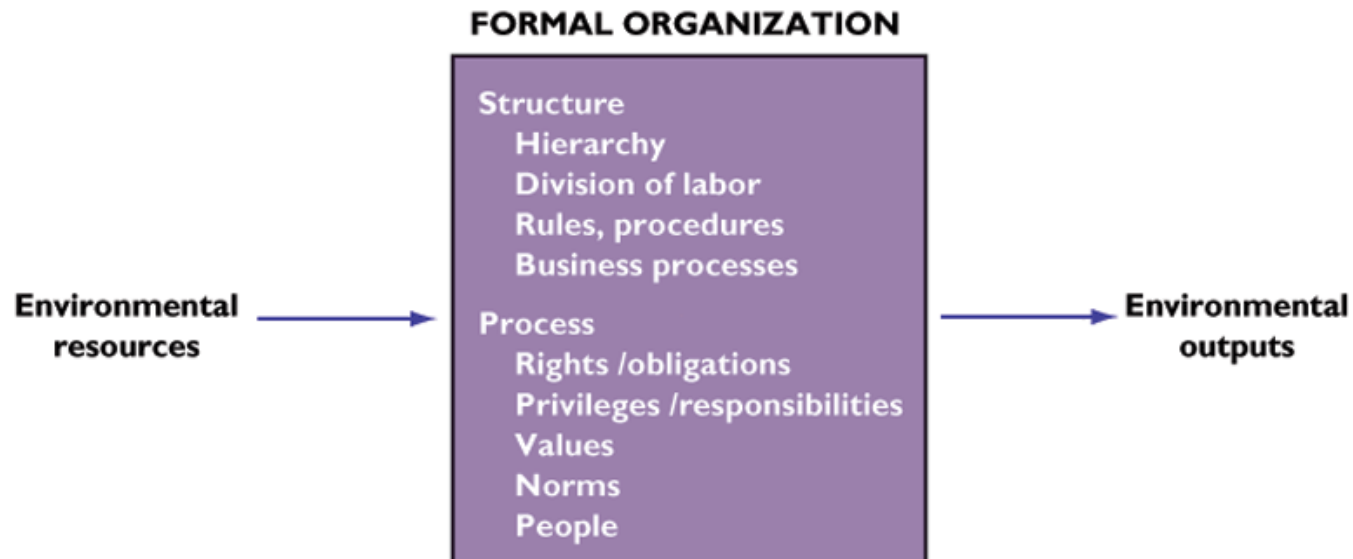 FORMAL ORGANIZATION
Structure
Hierarchy
Division of labor
Rules, procedures
Business processes
Environmental
resources
Process
Rights /obligations
Privileges /responsibilities
Values
Norms
People
Environmental
outputs